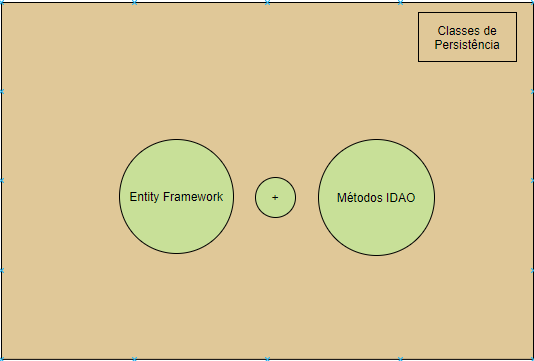 Classes de
Persistência
Entity Framework
+
Métodos IDAO